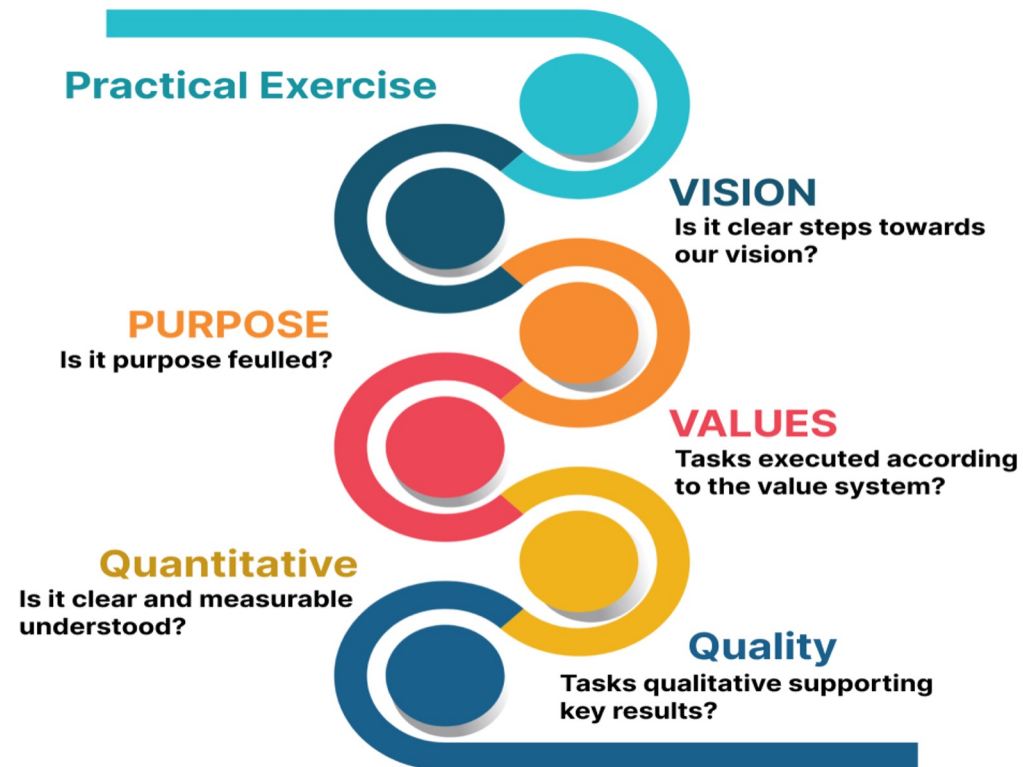 Practical Exercise
VISION
Is it clear steps towards
our vision?
PURPOSE
Is it purpose feulled?
VALUES
Tasks executed according
to the value system?
Quantitative
Is it clear and measurable
understood?
Quality
Tasks qualitative supporting
key results?